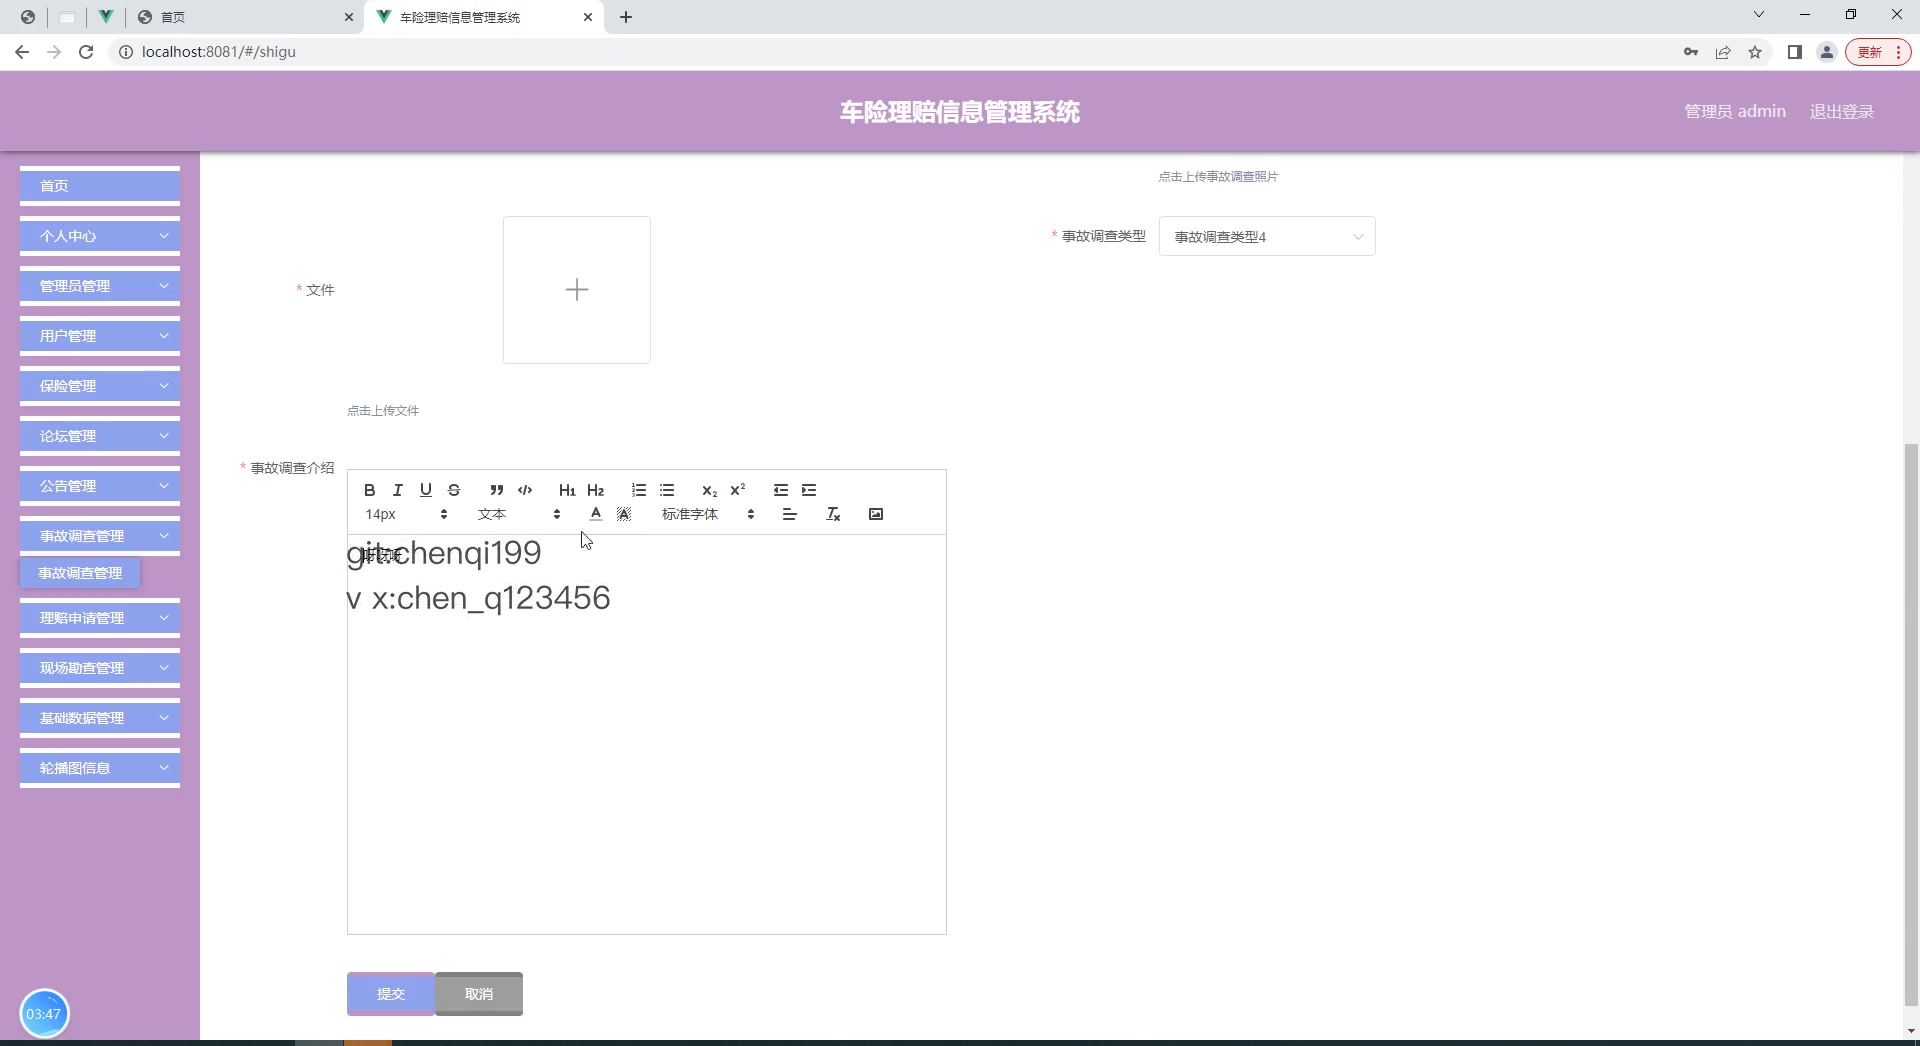 首页
车险理赔信息管理系统
localhost:8081/#/shigu
更新
车险理赔信息管理系统
管理员 admin
退出登录
首页
个人中心
管理员管理
用户管理
保险管理
论坛管理
公告管理
事故调查管理
事故调查管理
理赔申请管理
现场勘查管理
基础数据管理
轮播图信息
点击上传事故调查照片
* 文件
* 事故调查类型
事故调查类型4
点击上传文件
* 事故调查介绍
B I U S H1 H2 X2 X2
14px 文本 A A 标准字体 Tx
git:chenqi199
v x:chen_q123456
提交
取消
03:47